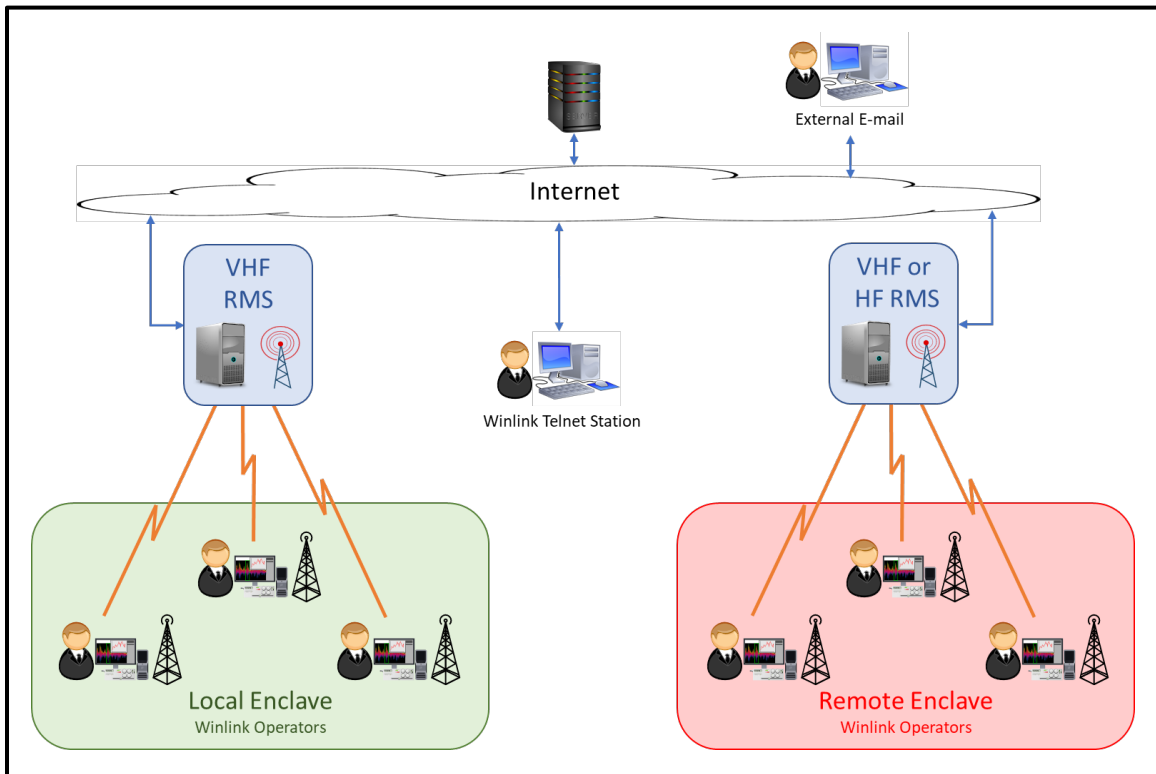 External E-mail
Internet
VHF
RMS
VHF or
HF RMS
Winlink Telnet Station
Local Enclave
Winlink Operators
Remote Enclave
Winlink Operators